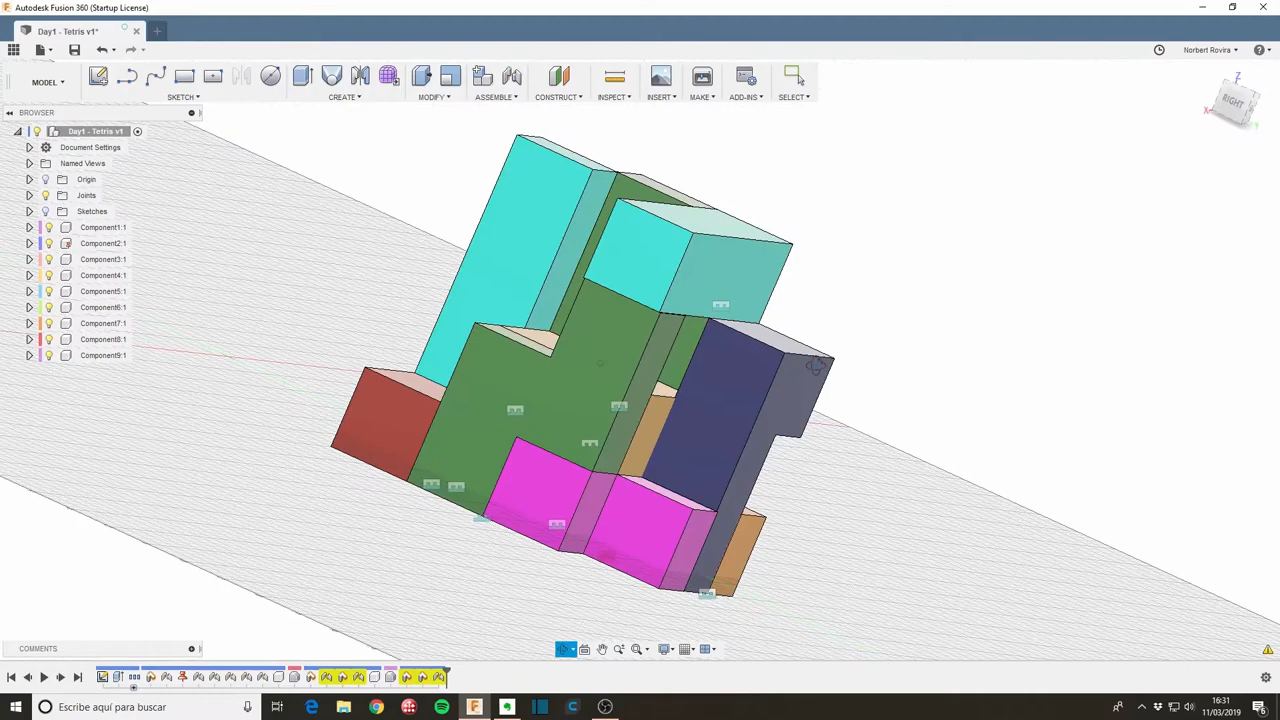 Autodesk Fusion 360 (Startup License)
Day1 - Tetris v1*
Norbert Rovira
MODEL
SKETCH
CREATE
MODIFY
ASSEMBLE
CONSTRUCT
INSPECT
INSERT
MAKE
ADD-INS
SELECT
BROWSER
Z
RIGHT
X
Y
Day1 - Tetris v1
Document Settings
Named Views
Origin
Joints
Sketches
Component1:1
Component2:1
Component3:1
Component4:1
Component5:1
Component6:1
Component7:1
Component8:1
Component9:1
COMMENTS
Escribe aquí para buscar
16:31
11/03/2019